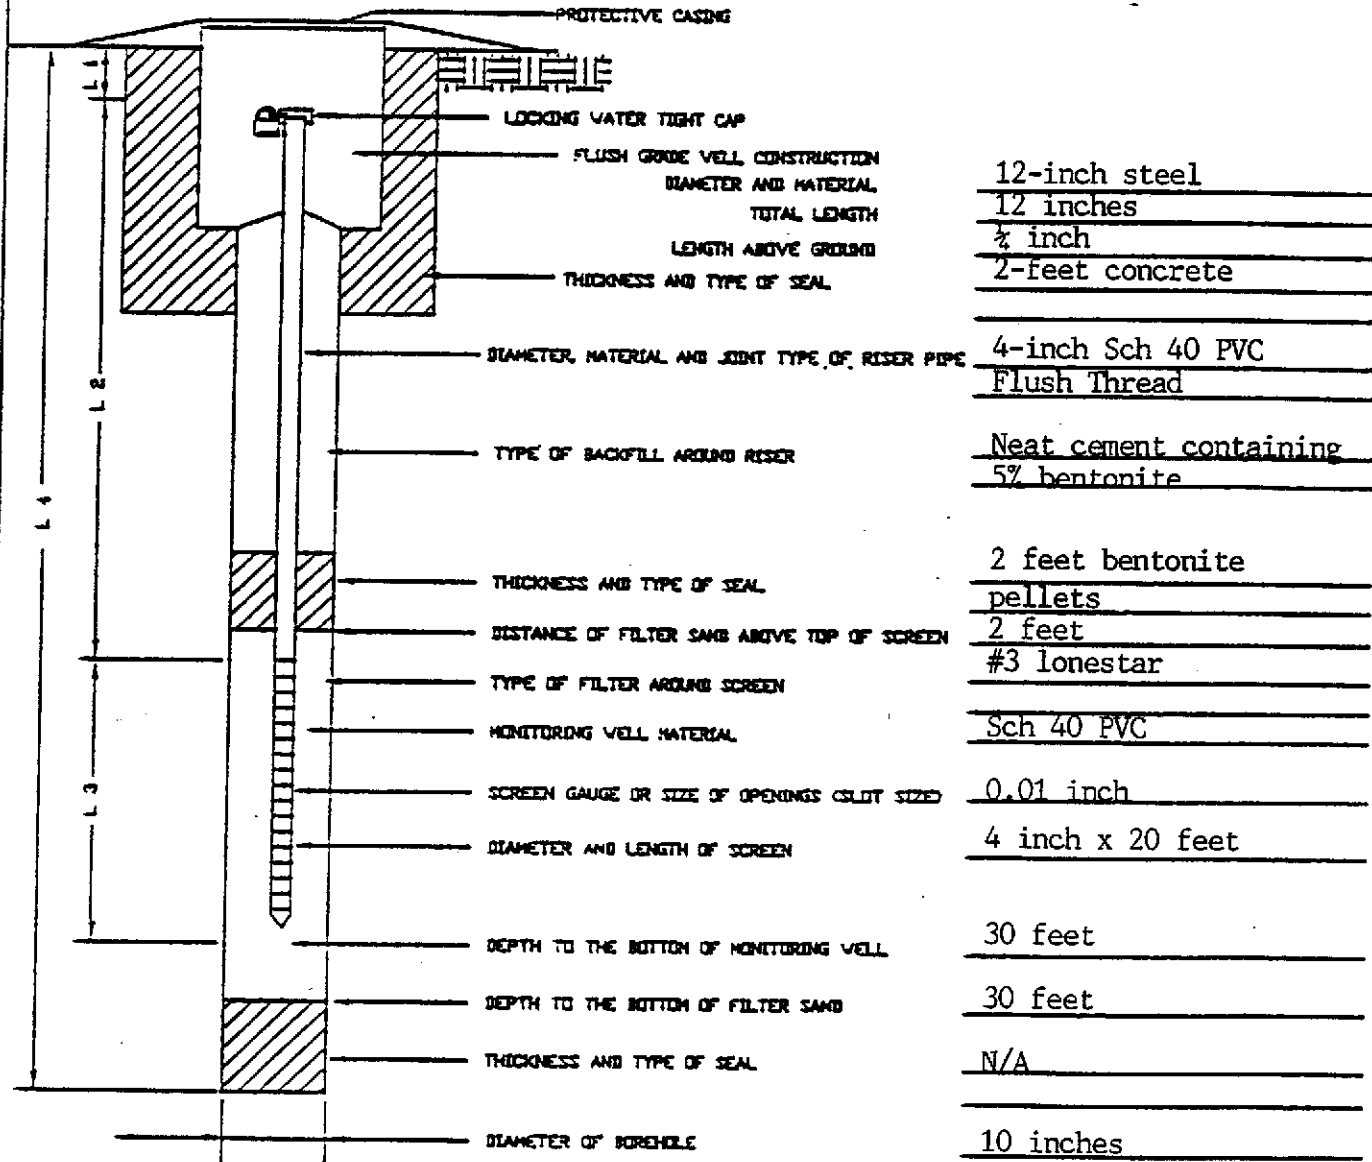 PROTECTIVE CASING
L 1
LOCKING WATER TIGHT CAP
FLUSH GRADE WELL CONSTRUCTION
DIAMETER AND MATERIAL 12-inch steel
TOTAL LENGTH 12 inches
LENGTH ABOVE GROUND inch
THICKNESS AND TYPE OF SEAL 2-feet concrete
DIAMETER, MATERIAL AND JOINT TYPE OF RISER PIPE 4-inch Sch 40 PVC
Flush Thread
L 2
TYPE OF BACKFILL AROUND RISER Neat cement containing
5% bentonite
L 4
THICKNESS AND TYPE OF SEAL 2 feet bentonite
pellets
DISTANCE OF FILTER SAND ABOVE TOP OF SCREEN 2 feet
TYPE OF FILTER AROUND SCREEN #3 lonestar
MONITORING WELL MATERIAL Sch 40 PVC
L 3
SCREEN GAUGE OR SIZE OF OPENINGS (SLOT SIZE) 0.01 inch
DIAMETER AND LENGTH OF SCREEN 4 inch x 20 feet
DEPTH TO THE BOTTOM OF MONITORING WELL 30 feet
DEPTH TO THE BOTTOM OF FILTER SAND 30 feet
THICKNESS AND TYPE OF SEAL N/A
DIAMETER OF BOREHOLE 10 inches